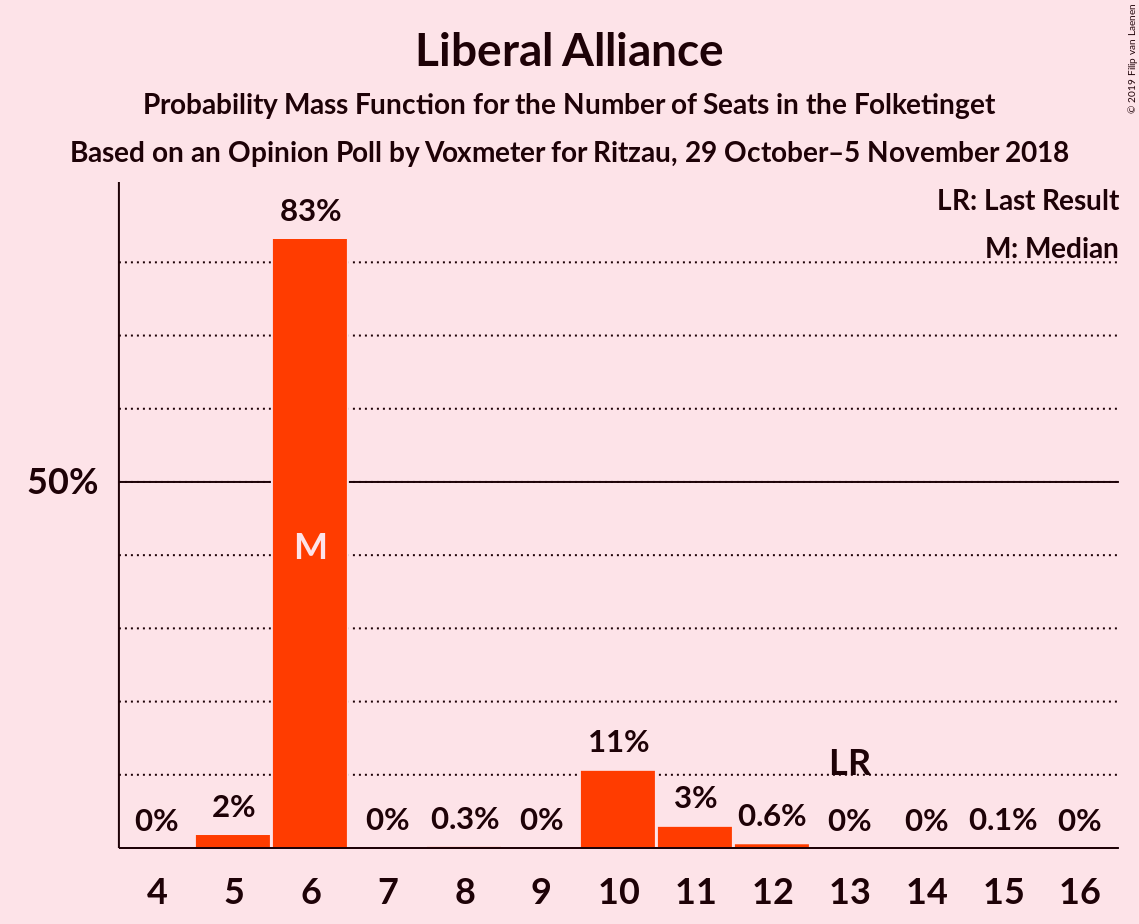 Liberal Alliance
Probability Mass Function for the Number of Seats in the Folketinget
Based on an Opinion Poll by Voxmeter for Ritzau, 29 October–5 November 2018
© 2019 Filip van Laenen
LR: Last Result
M: Median
83%
50%
M
11%
LR
0%
2%
0%
0.3%
0%
3%
0.6%
0%
0%
0.1%
0%
4 5 6 7 8 9 10 11 12 13 14 15 16